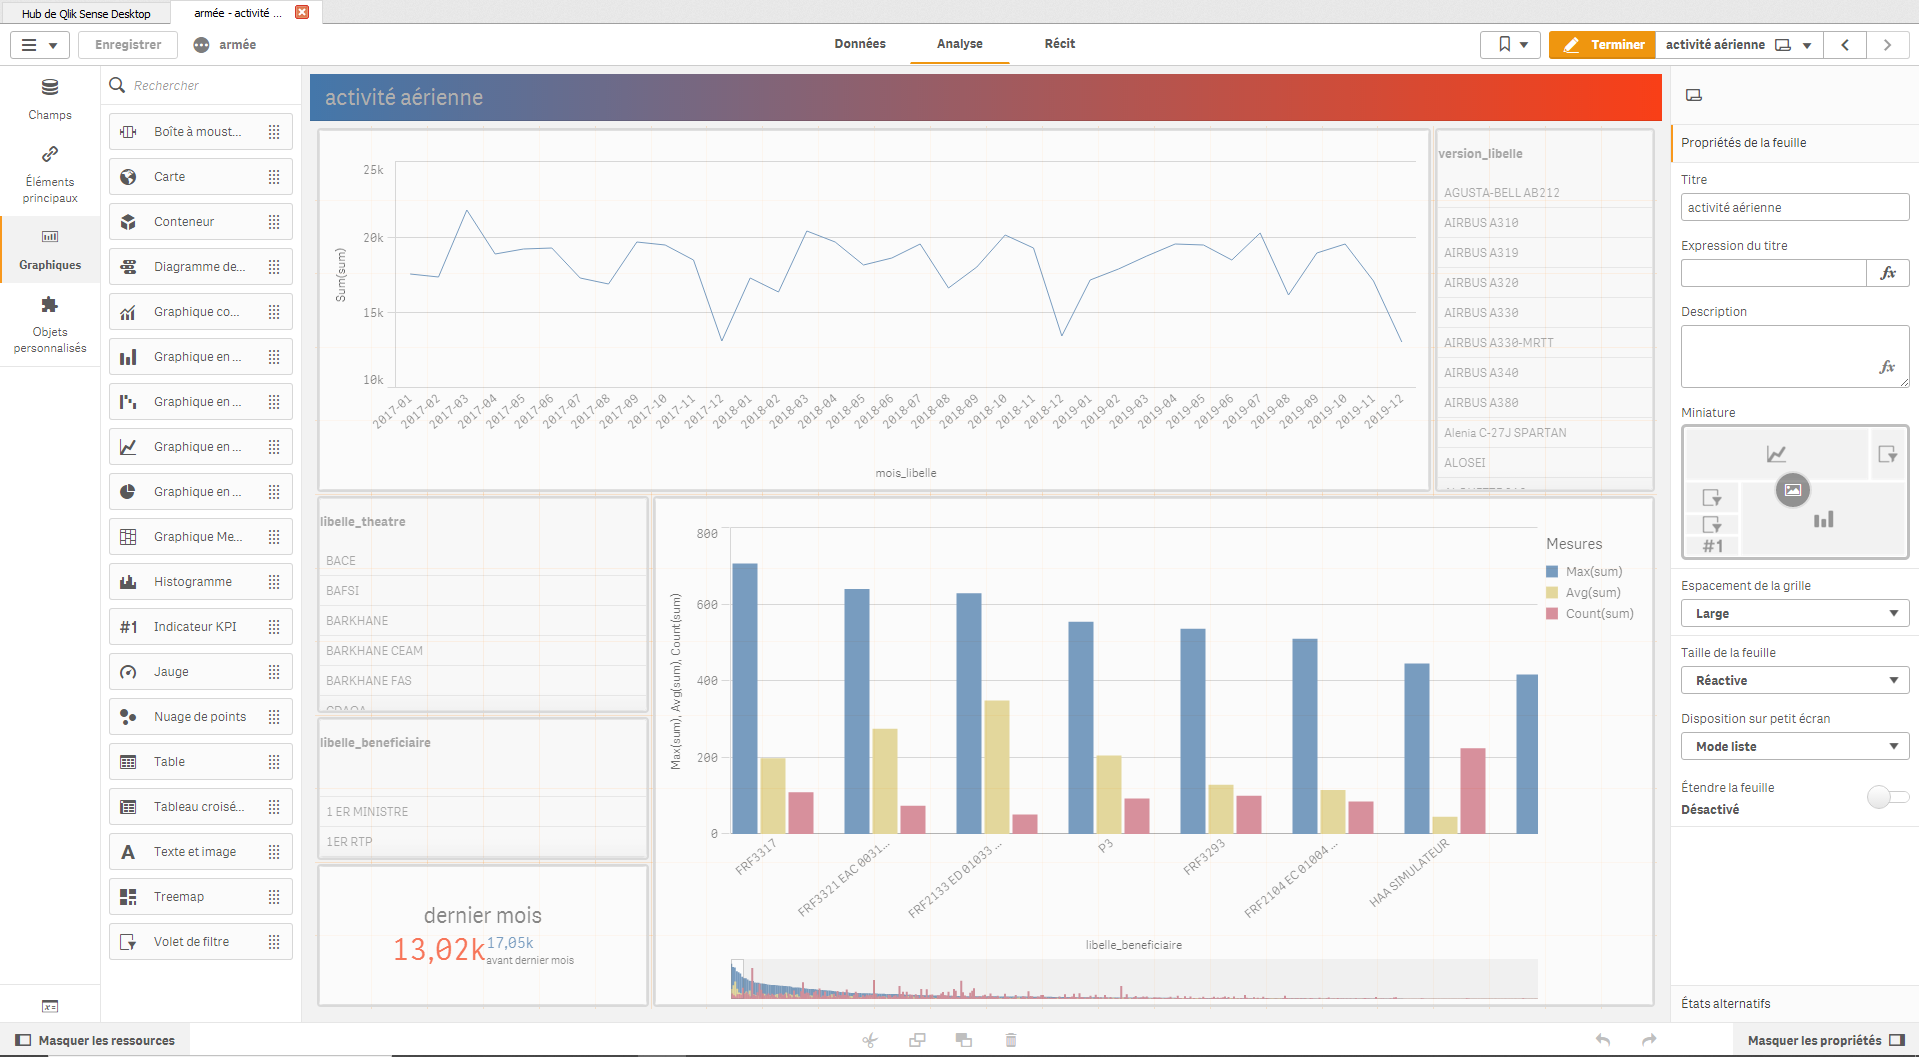 Hub de Qlik Sense Desktop
armée - activité ...
Enregistrer
armée
Données
Analyse
Récit
Terminer
activité aérienne
Champs
Éléments
principaux
Graphiques
Objets
personnalisés
Rechercher
Boîte à moust...
Carte
Conteneur
Diagramme de...
Graphique co...
Graphique en ...
Graphique en ...
Graphique en ...
Graphique en ...
Graphique Me...
Histogramme
#1 Indicateur KPI
Jauge
Nuage de points
Table
Tableau croisé...
A Texte et image
Treemap
Volet de filtre
activité aérienne
25k
20k
15k
10k
Sum(sum)
2017-01
2017-02
2017-03
2017-04
2017-05
2017-06
2017-07
2017-08
2017-09
2017-10
2017-11
2017-12
2018-01
2018-02
2018-03
2018-04
2018-05
2018-06
2018-07
2018-08
2018-09
2018-10
2018-11
2018-12
2019-01
2019-02
2019-03
2019-04
2019-05
2019-06
2019-07
2019-08
2019-09
2019-10
2019-11
2019-12
mois_libelle
version_libelle
AGUSTA-BELL AB212
AIRBUS A310
AIRBUS A319
AIRBUS A320
AIRBUS A330
AIRBUS A330-MRTT
AIRBUS A340
AIRBUS A380
Alenia C-27J SPARTAN
ALOSEI
libelle_theatre
BACE
BAFSI
BARKHANE
BARKHANE CEAM
BARKHANE FAS
libelle_beneficiaire
1 ER MINISTRE
1ER RTP
dernier mois
13,02k
17,05k
avant dernier mois
800
600
400
200
0
Max(sum), Avg(sum), Count(sum)
FRF3317
FRF3321 EAC 0031...
FRF2133 ED 01033 ...
P3
FRF3293
FRF2104 EC 01004 ...
HAA SIMULATEUR
libelle_beneficiaire
Mesures
Max(sum)
Avg(sum)
Count(sum)
Propriétés de la feuille
Titre
activité aérienne
Expression du titre
fx
Description
fx
Miniature
#1
Espacement de la grille
Large
Taille de la feuille
Réactive
Disposition sur petit écran
Mode liste
Étendre la feuille
Désactivé
États alternatifs
Masquer les ressources
Masquer les propriétés